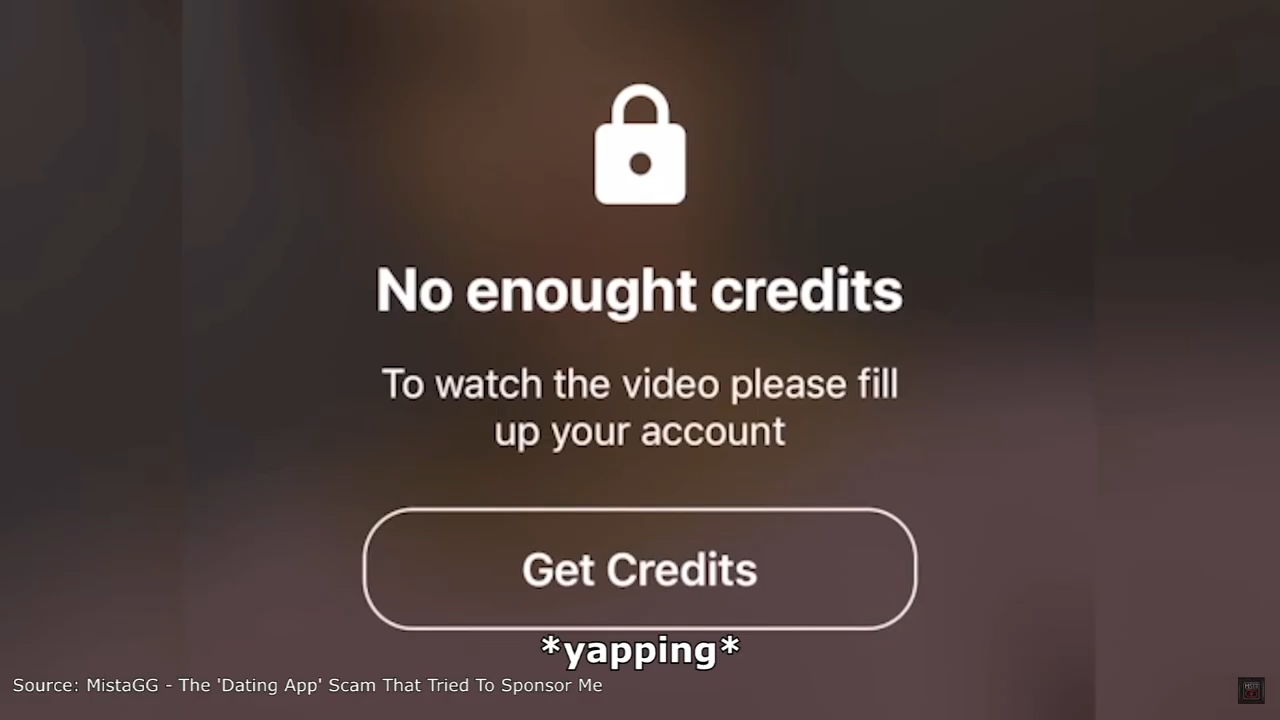 No enought credits
To watch the video please fill
up your account
Get Credits
*yapping*
Source: MistaGG - The 'Dating App' Scam That Tried To Sponsor Me